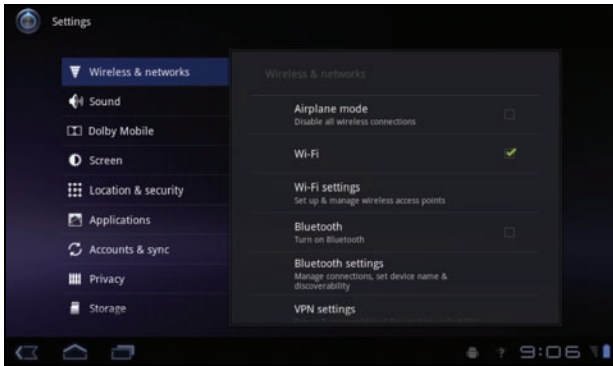 Settings
Wireless & networks
Sound
Dolby Mobile
Screen
Location & security
Applications
Accounts & sync
Privacy
Storage
Wireless & networks
Airplane mode
Disable all wireless connections
Wi-Fi
Wi-Fi settings
Set up & manage wireless access points
Bluetooth
Turn on Bluetooth
Bluetooth settings
Manage connections, set device name &
discoverability
VPN settings
? 9:06